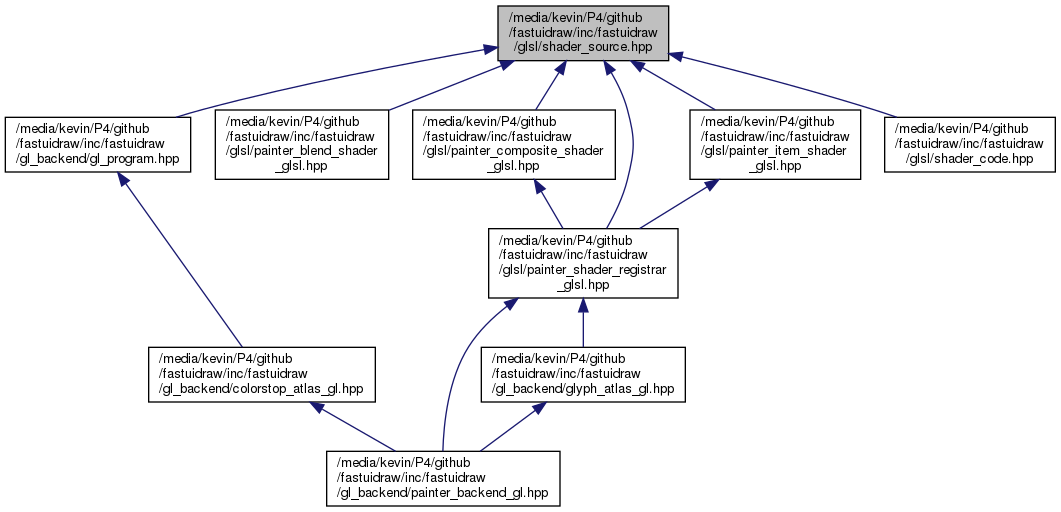 /media/kevin/P4/github
/fastuidraw/inc/fastuidraw
/glsl/shader_source.hpp
/media/kevin/P4/github
/fastuidraw/inc/fastuidraw
/gl_backend/gl_program.hpp
/media/kevin/P4/github
/fastuidraw/inc/fastuidraw
/glsl/painter_blend_shader
_glsl.hpp
/media/kevin/P4/github
/fastuidraw/inc/fastuidraw
/glsl/painter_composite_shader
_glsl.hpp
/media/kevin/P4/github
/fastuidraw/inc/fastuidraw
/glsl/painter_item_shader
_glsl.hpp
/media/kevin/P4/github
/fastuidraw/inc/fastuidraw
/glsl/shader_code.hpp
/media/kevin/P4/github
/fastuidraw/inc/fastuidraw
/glsl/painter_shader_registrar
_glsl.hpp
/media/kevin/P4/github
/fastuidraw/inc/fastuidraw
/gl_backend/colorstop_atlas_gl.hpp
/media/kevin/P4/github
/fastuidraw/inc/fastuidraw
/gl_backend/glyph_atlas_gl.hpp
/media/kevin/P4/github
/fastuidraw/inc/fastuidraw
/gl_backend/painter_backend_gl.hpp